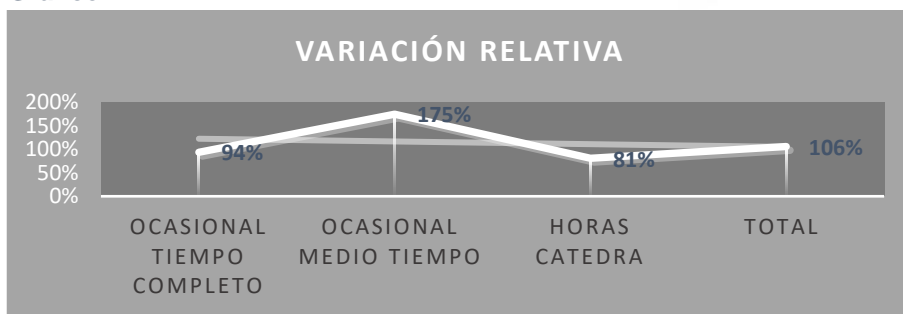 VARIACIÓN RELATIVA
200%
150%
100%
50%
0%
94%
175%
81%
106%
OCASIONAL
TIEMPO
COMPLETO
OCASIONAL
MEDIO TIEMPO
HORAS
CATEDRA
TOTAL